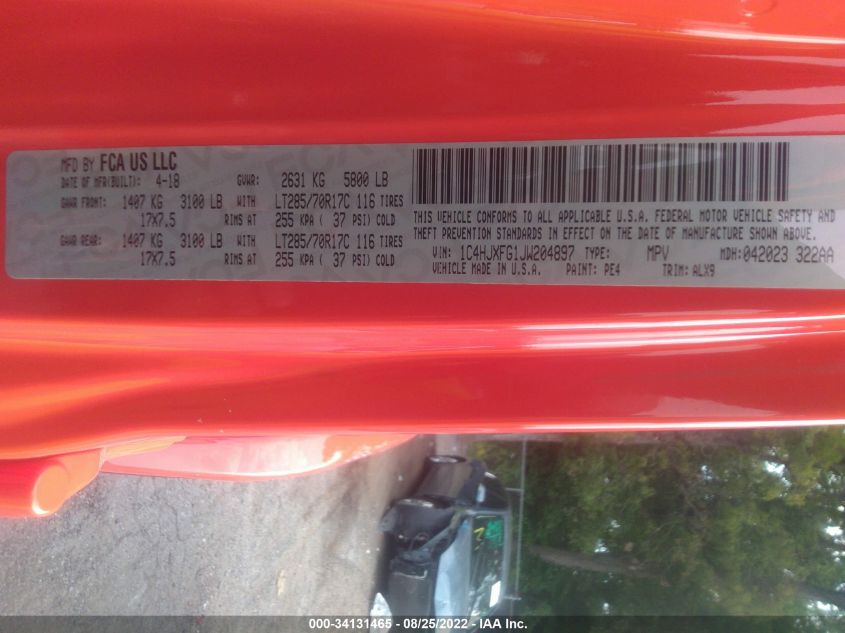 MFD BY FCA US LLC
DATE OF MFR(BUILT): 4-18 GVWR: 2631 KG 5800 LB
GAWR FRONT: 1407 KG 3100 LB WITH LT285/70R17C 116 TIRES
17X7.5 RIMS AT 255 KPA ( 37 PSI) COLD
GAWR REAR: 1407 KG 3100 LB WITH LT285/70R17C 116 TIRES
17X7.5 RIMS AT 255 KPA ( 37 PSI) COLD
THIS VEHICLE CONFORMS TO ALL APPLICABLE U.S.A. FEDERAL MOTOR VEHICLE SAFETY AND
THEFT PREVENTION STANDARDS IN EFFECT ON THE DATE OF MANUFACTURE SHOWN ABOVE.
VIN: 1C4HJXFG1JW204897 TYPE: MPV MDH: 042023 322AA
VEHICLE MADE IN U.S.A. PAINT: PE4 TRIM: ALX9
000-34131465 - 08/25/2022 - IAA Inc.